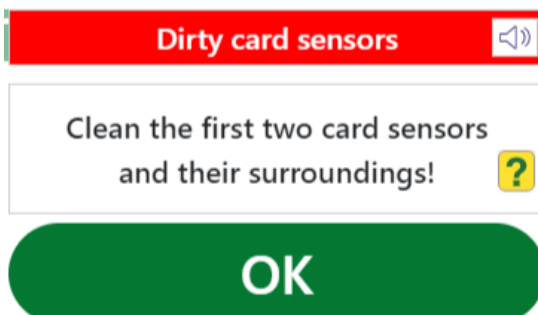 Dirty card sensors
Clean the first two card sensors
and their surroundings!
?
OK